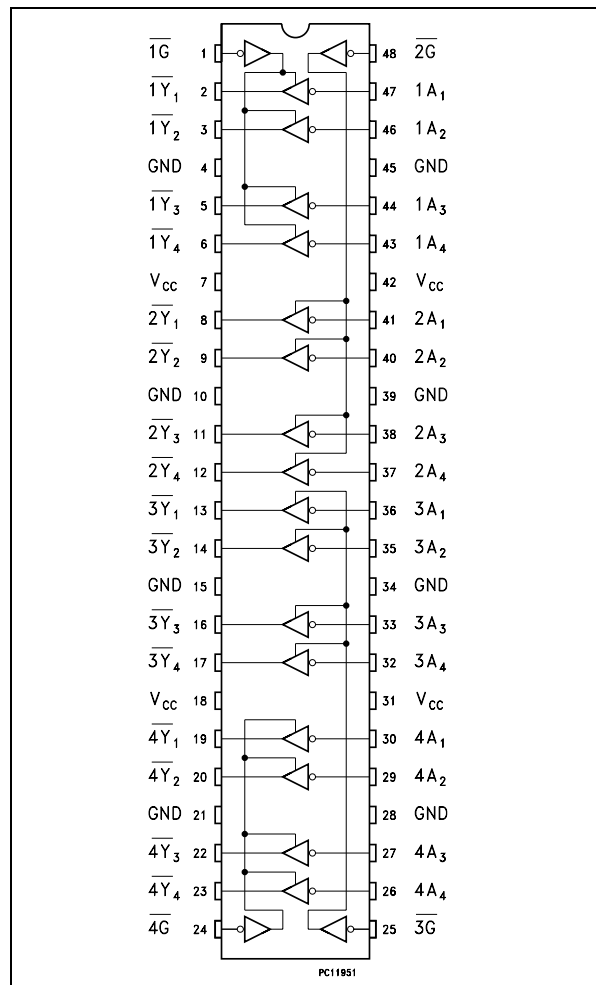 1G 1 48 2G
1Y1 2 47 1A1
1Y2 3 46 1A2
GND 4 45 GND
1Y3 5 44 1A3
1Y4 6 43 1A4
VCC 7 42 VCC
2Y1 8 41 2A1
2Y2 9 40 2A2
GND 10 39 GND
2Y3 11 38 2A3
2Y4 12 37 2A4
3Y1 13 36 3A1
3Y2 14 35 3A2
GND 15 34 GND
3Y3 16 33 3A3
3Y4 17 32 3A4
VCC 18 31 VCC
4Y1 19 30 4A1
4Y2 20 29 4A2
GND 21 28 GND
4Y3 22 27 4A3
4Y4 23 26 4A4
4G 24 25 3G
PC11951